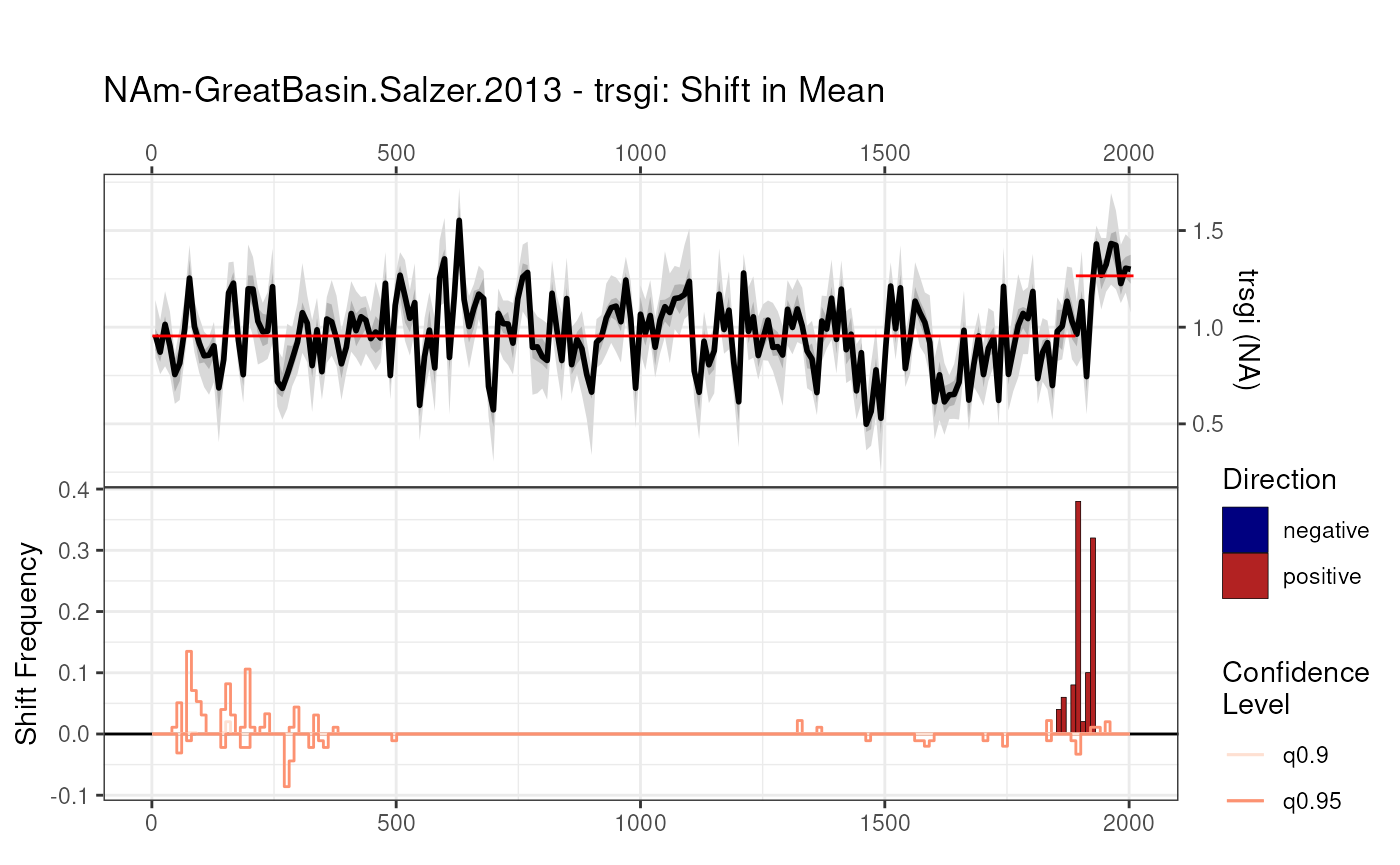 NAm-GreatBasin.Salzer.2013 - trsgi: Shift in Mean
0 500 1000 1500 2000
1.5
1.0
0.5
trsgi (NA)
0.4
0.3
0.2
0.1
0.0
-0.1
Shift Frequency
0 500 1000 1500 2000
Direction
negative
positive
Confidence
Level
q0.9
q0.95